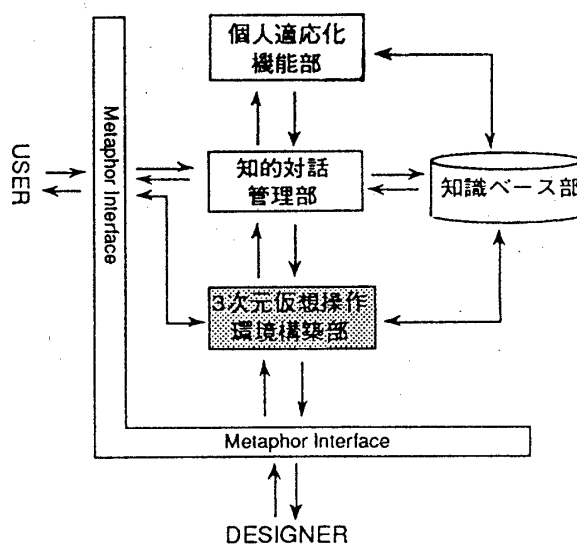 個人適応化
機能部
USER
Metaphor Interface
知的対話
管理部
知識ベース部
3次元仮想操作
環境構築部
Metaphor Interface
DESIGNER